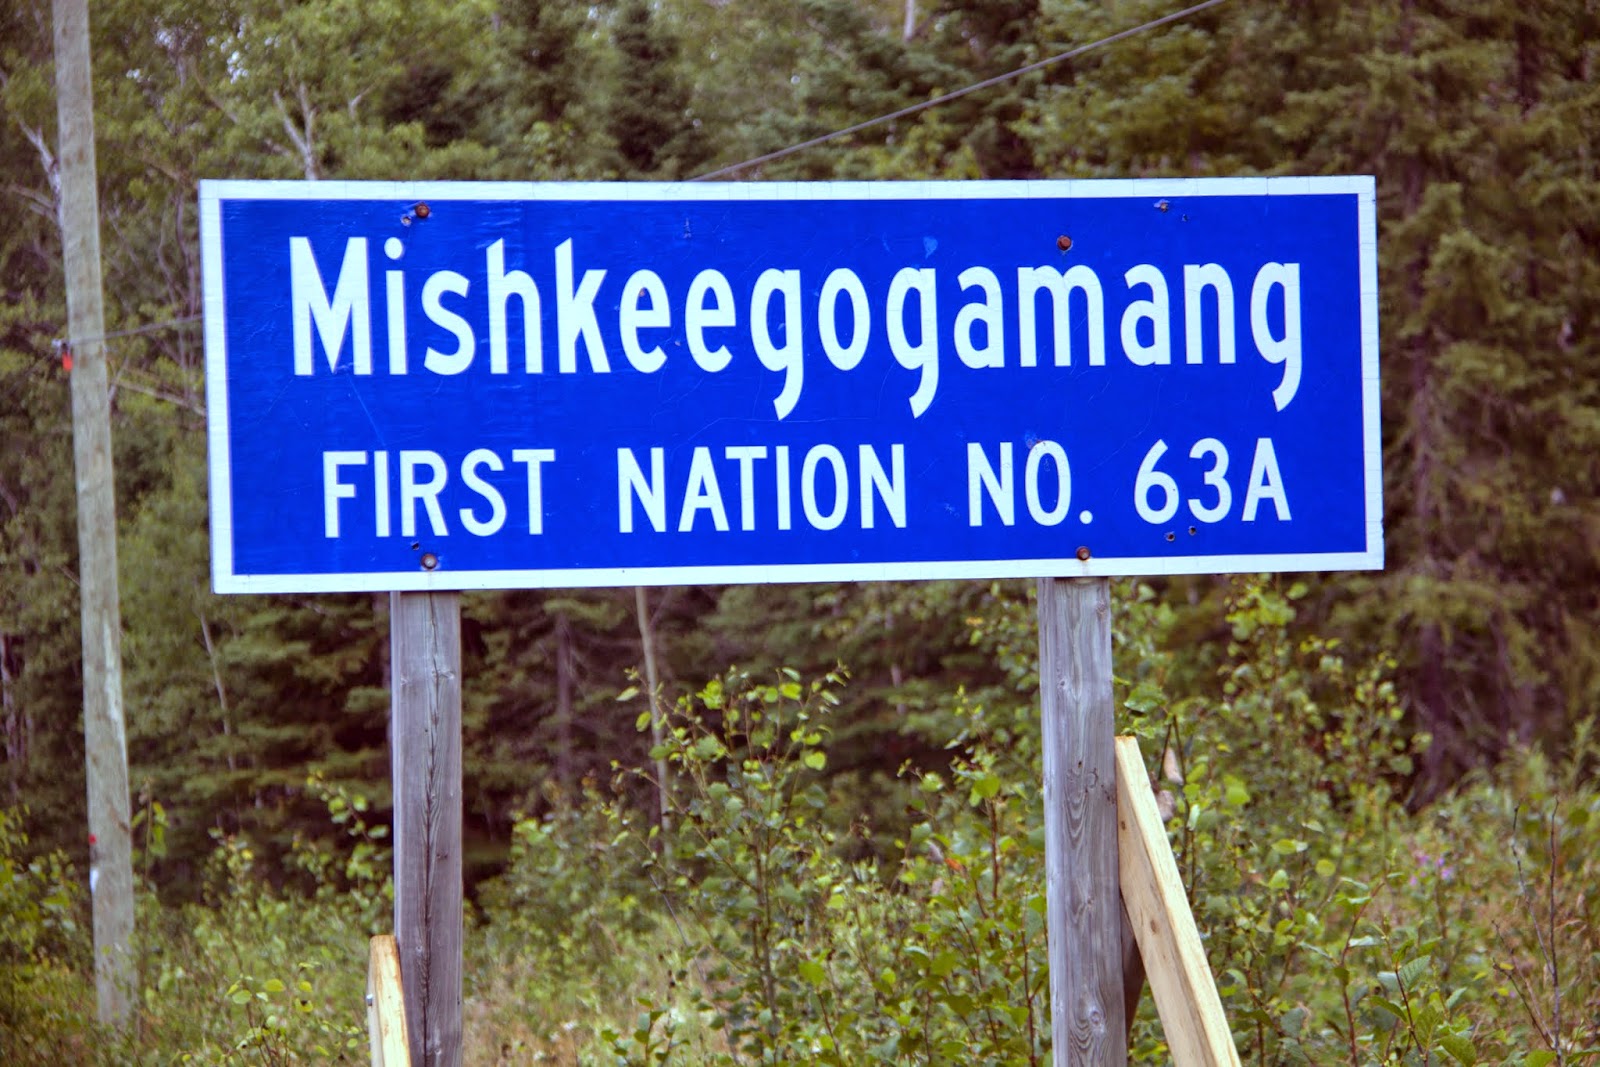 Mishkeegogamang
FIRST NATION NO. 63A